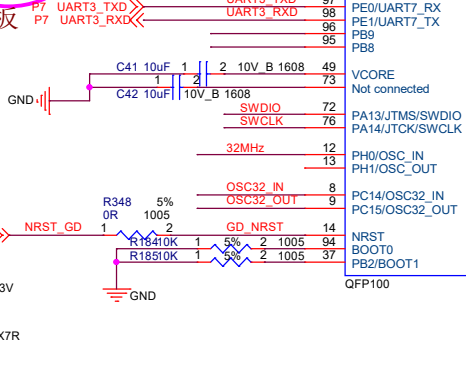 UART3_TXD 97 PE0/UART7_RX
P7 UART3_TXD UART3_RXD 98 PE1/UART7_TX
板 P7 UART3_RXD 96 PB9
95 PB8
C41 10uF 1 2 10V_B 1608 49 VCORE
1 2 73 Not connected
GND C42 10uF 10V_B 1608
SWDIO 72 PA13/JTMS/SWDIO
SWCLK 76 PA14/JTCK/SWCLK
32MHz 12 PH0/OSC_IN
13 PH1/OSC_OUT
OSC32_IN 8 PC14/OSC32_IN
OSC32_OUT 9 PC15/OSC32_OUT
R348 5%
0R 1005
NRST_GD 1 2 GD_NRST 14 NRST
R184 10K 1 5% 2 1005 94 BOOT0
R185 10K 1 5% 2 1005 37 PB2/BOOT1
QFP100
3V
GND
X7R